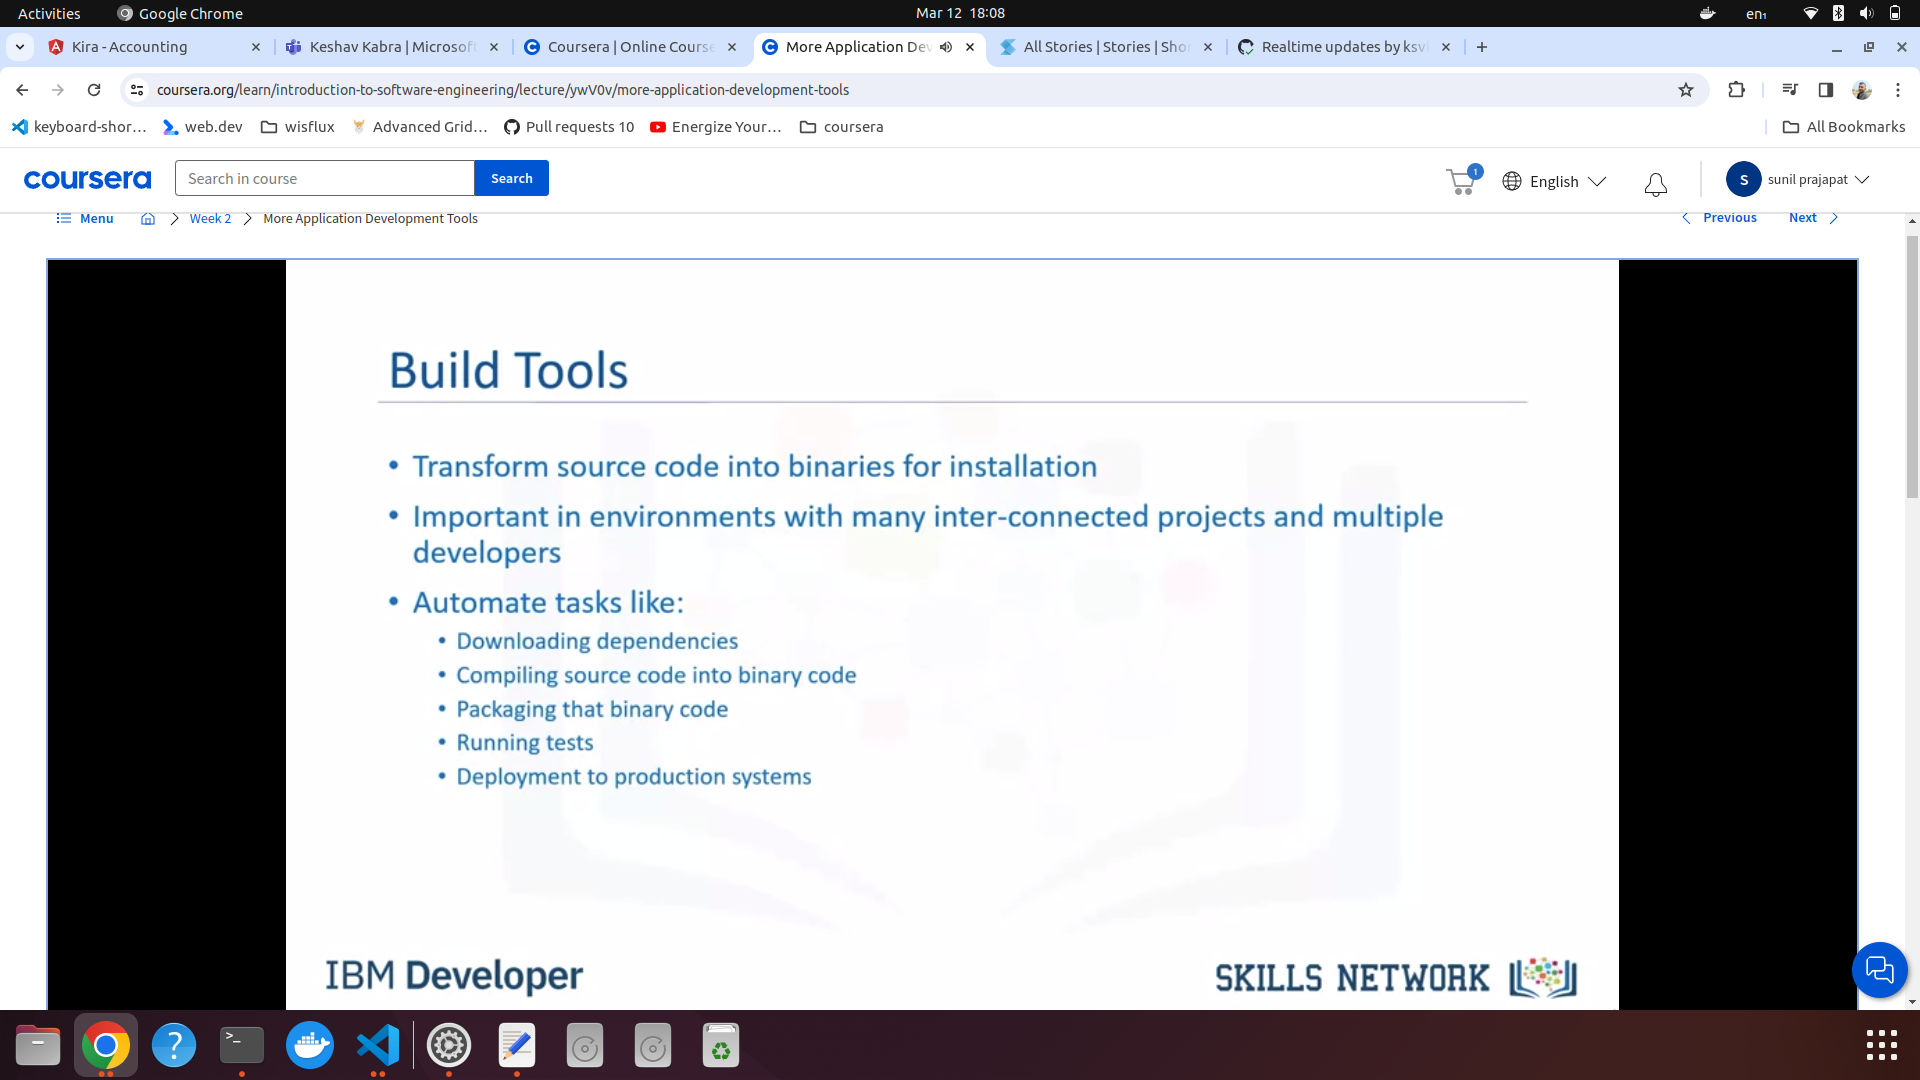 Activities Google Chrome Mar 12 18:08 en₁
Kira - Accounting Keshav Kabra | Microsof Coursera | Online Course More Application Dev All Stories | Stories | Sho Realtime updates by ksv
coursera.org/learn/introduction-to-software-engineering/lecture/ywV0v/more-application-development-tools
keyboard-shor... web.dev wisflux Advanced Grid... Pull requests 10 Energize Your... coursera All Bookmarks
coursera Search in course Search 1 English S sunil prajapat
Menu Week 2 More Application Development Tools Previous Next
Build Tools
• Transform source code into binaries for installation
• Important in environments with many inter-connected projects and multiple
developers
• Automate tasks like:
• Downloading dependencies
• Compiling source code into binary code
• Packaging that binary code
• Running tests
• Deployment to production systems
IBM Developer SKILLS NETWORK